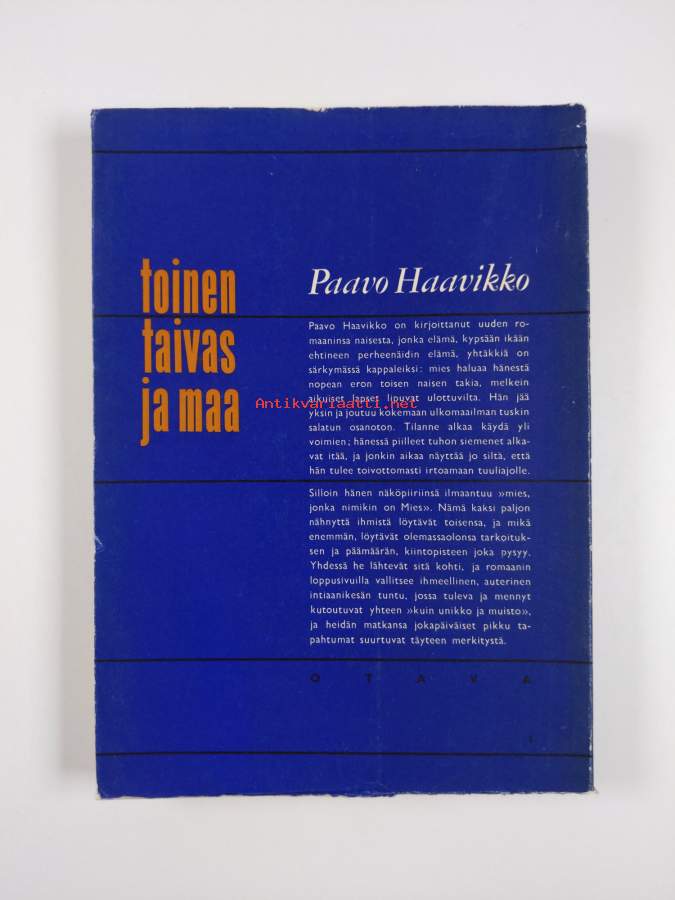 toinen
taivas
ja maa
Paavo Haavikko
Paavo Haavikko on kirjoittanut uuden ro-
maaninsa naisesta, jonka elämä, kypsään ikään
ehtineen perheenäidin elämä, yhtäkkiä on
särkymässä kappaleiksi: mies haluaa hänestä
nopean eron toisen naisen takia, melkein
aikuiset lapset lipuvat ulottuvilta. Hän jää
yksin ja joutuu kokemaan ulkomaailman tuskin
salatun osanoton. Tilanne alkaa käydä yli
voimien; hänessä piilleet tuhon siemenet alka-
vat itää, ja jonkin aikaa näyttää jo siltä, että
hän tulee toivottomasti irtoamaan tuuliajolle.
Silloin hänen näköpiiriinsä ilmaantuu »mies,
jonka nimikin on Mies». Nämä kaksi paljon
nähnyttä ihmistä löytävät toisensa, ja mikä
enemmän, löytävät olemassaolonsa tarkoituk-
sen ja päämäärän, kiintopisteen joka pysyy.
Yhdessä he lähtevät sitä kohti, ja romaanin
loppusivuilla vallitsee ihmeellinen, auterinen
intiaanikesän tuntu, jossa tuleva ja mennyt
kutoutuvat yhteen »kuin unikko ja muisto»,
ja heidän matkansa jokapäiväiset pikku ta-
pahtumat suurtuvat täyteen merkitystä.
OTAVA
Antikvariaatti.net